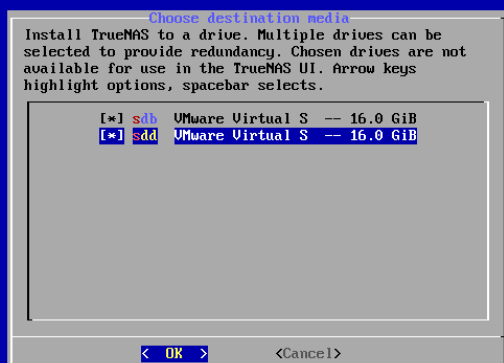 Choose destination media
Install TrueNAS to a drive. Multiple drives can be
selected to provide redundancy. Chosen drives are not
available for use in the TrueNAS UI. Arrow keys
highlight options, spacebar selects.
[*] sdb VMware Virtual S -- 16.0 GiB
[*] sdd VMware Virtual S -- 16.0 GiB
< OK > <Cancel>